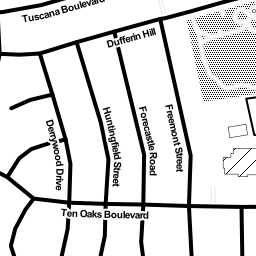 Tuscana Boulevard
Dufferin Hill
Derrywood Drive
Huntingfield Street
Forecastle Road
Freemont Street
Ten Oaks Boulevard